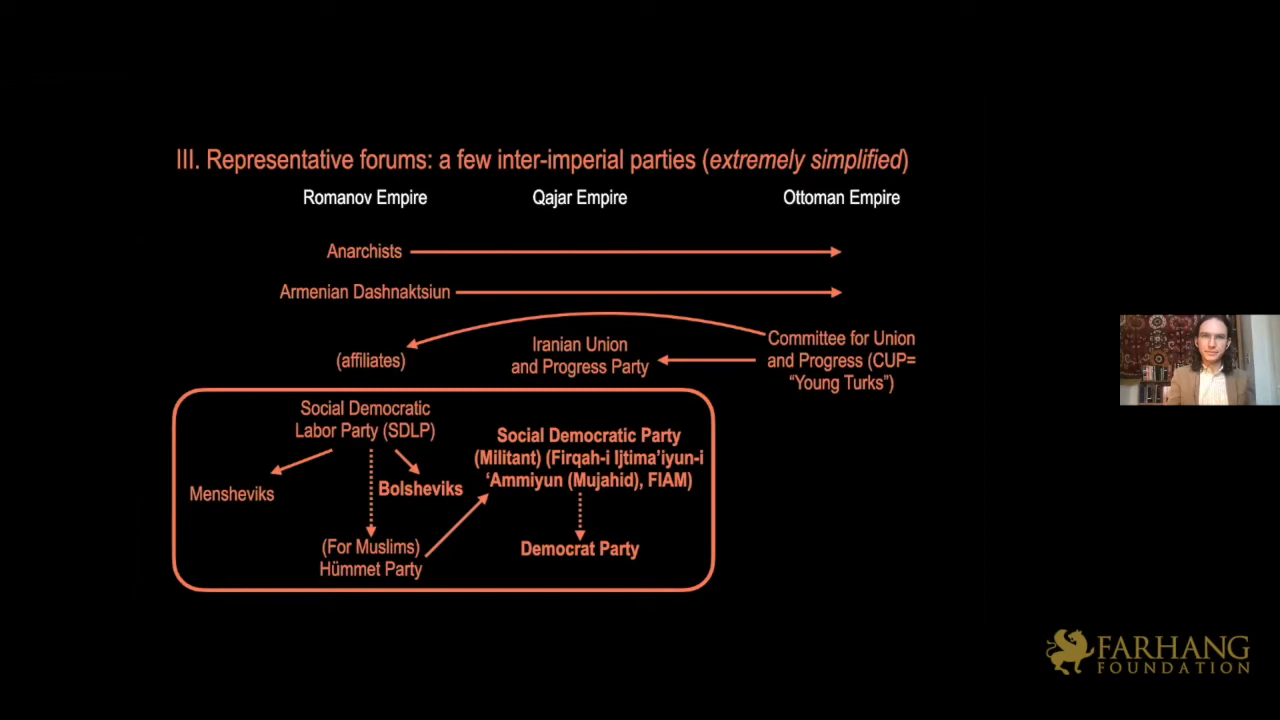 III. Representative forums: a few inter-imperial parties (extremely simplified)
Romanov Empire
Qajar Empire
Ottoman Empire
Anarchists
Armenian Dashnaktsiun
(affiliates)
Iranian Union
and Progress Party
Committee for Union
and Progress (CUP=
“Young Turks”)
Social Democratic
Labor Party (SDLP)
Mensheviks
Bolsheviks
(For Muslims)
Hümmet Party
Social Democratic Party
(Militant) (Firqah-i Ijtima’iyun-i
‘Ammiyun (Mujahid), FIAM)
Democrat Party
FARHANG
FOUNDATION